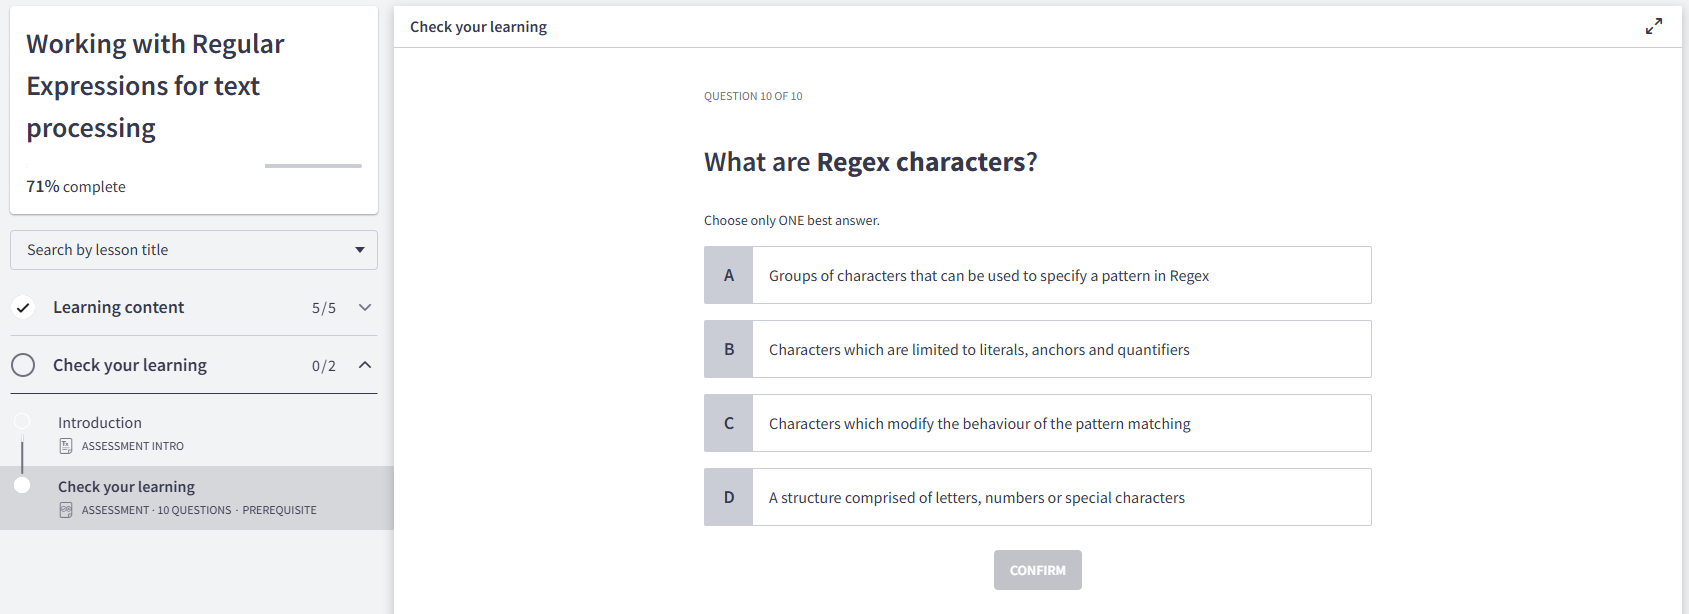 Working with Regular
Expressions for text
processing
71% complete
Search by lesson title
Learning content 5/5
Check your learning 0/2
Introduction
ASSESSMENT INTRO
Check your learning
ASSESSMENT · 10 QUESTIONS · PREREQUISITE
Check your learning
QUESTION 10 OF 10
What are Regex characters?
Choose only ONE best answer.
A Groups of characters that can be used to specify a pattern in Regex
B Characters which are limited to literals, anchors and quantifiers
C Characters which modify the behaviour of the pattern matching
D A structure comprised of letters, numbers or special characters
CONFIRM